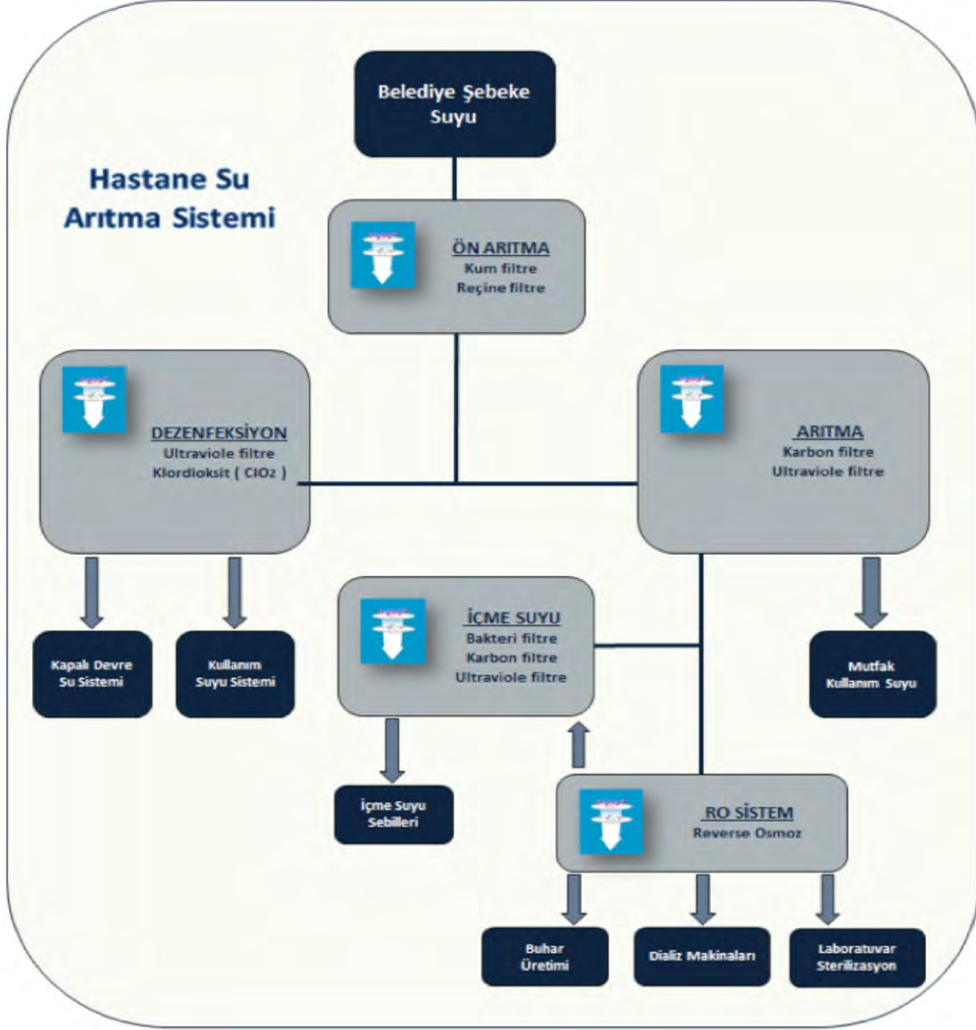 Belediye Şebeke
Suyu
Hastane Su
Arıtma Sistemi
ÖN ARITMA
Kum filtre
Reçine filtre
DEZENFEKSİYON
Ultraviole filtre
Klordioksit ( ClO2 )
ARITMA
Karbon filtre
Ultraviole filtre
Kapalı Devre
Su Sistemi
Kullanım
Suyu Sistemi
İÇME SUYU
Bakteri filtre
Karbon filtre
Ultraviole filtre
Mutfak
Kullanım Suyu
İçme Suyu
Sebilleri
RO SİSTEM
Reverse Osmoz
Buhar
Üretimi
Dializ Makinaları
Laboratuvar
Sterilizasyon